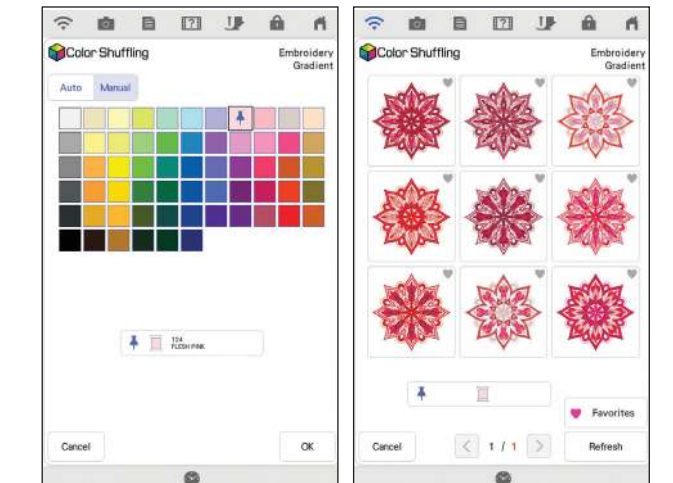 Color Shuffling
Embroidery
Gradient
Auto
Manual
124
FLESH PINK
Cancel
OK
Color Shuffling
Embroidery
Gradient
Favorites
Cancel
< 1 / 1 >
Refresh